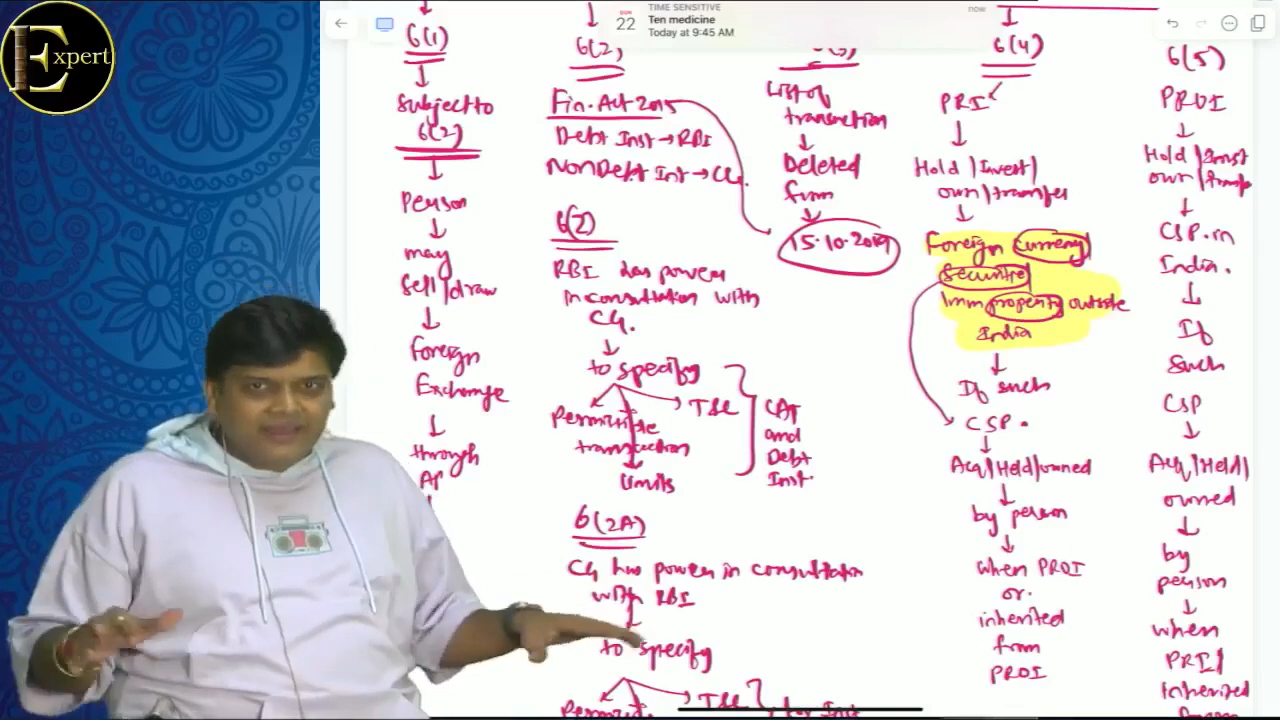 Expert
TIME SENSITIVE
now
SUN
22
Ten medicine
Today at 9:45 AM
6(1)
Subject to
6(2)
Person
may
Sell/draw
Foreign
Exchange
through
AP
6(2)
Fin. Act 2015
Debt Inst → RBI
Non Debt Int → CG.
6(2)
RBI has powers
in consultation with
CG.
to specify
Permissible
transaction
Limits
T&C
CAT
and
Debt
Inst.
6(2A)
CG has power in consultation
with RBI
to specify
T&C
for Inst
List of
transaction
Deleted
from
15.10.2019
6(4)
PRI
Hold/Invest/
own/transfer
Foreign Currency
Securities
Imm property outside
India
If such
CSP.
Acq/Held/owned
by person
when PROI
or
inherited
from
PROI
6(5)
PROI
Hold/Invst
own/transp
CSP in
India.
If
Such
CSP
Acq/Held/
owned
by
person
when
PRI/
Inherited